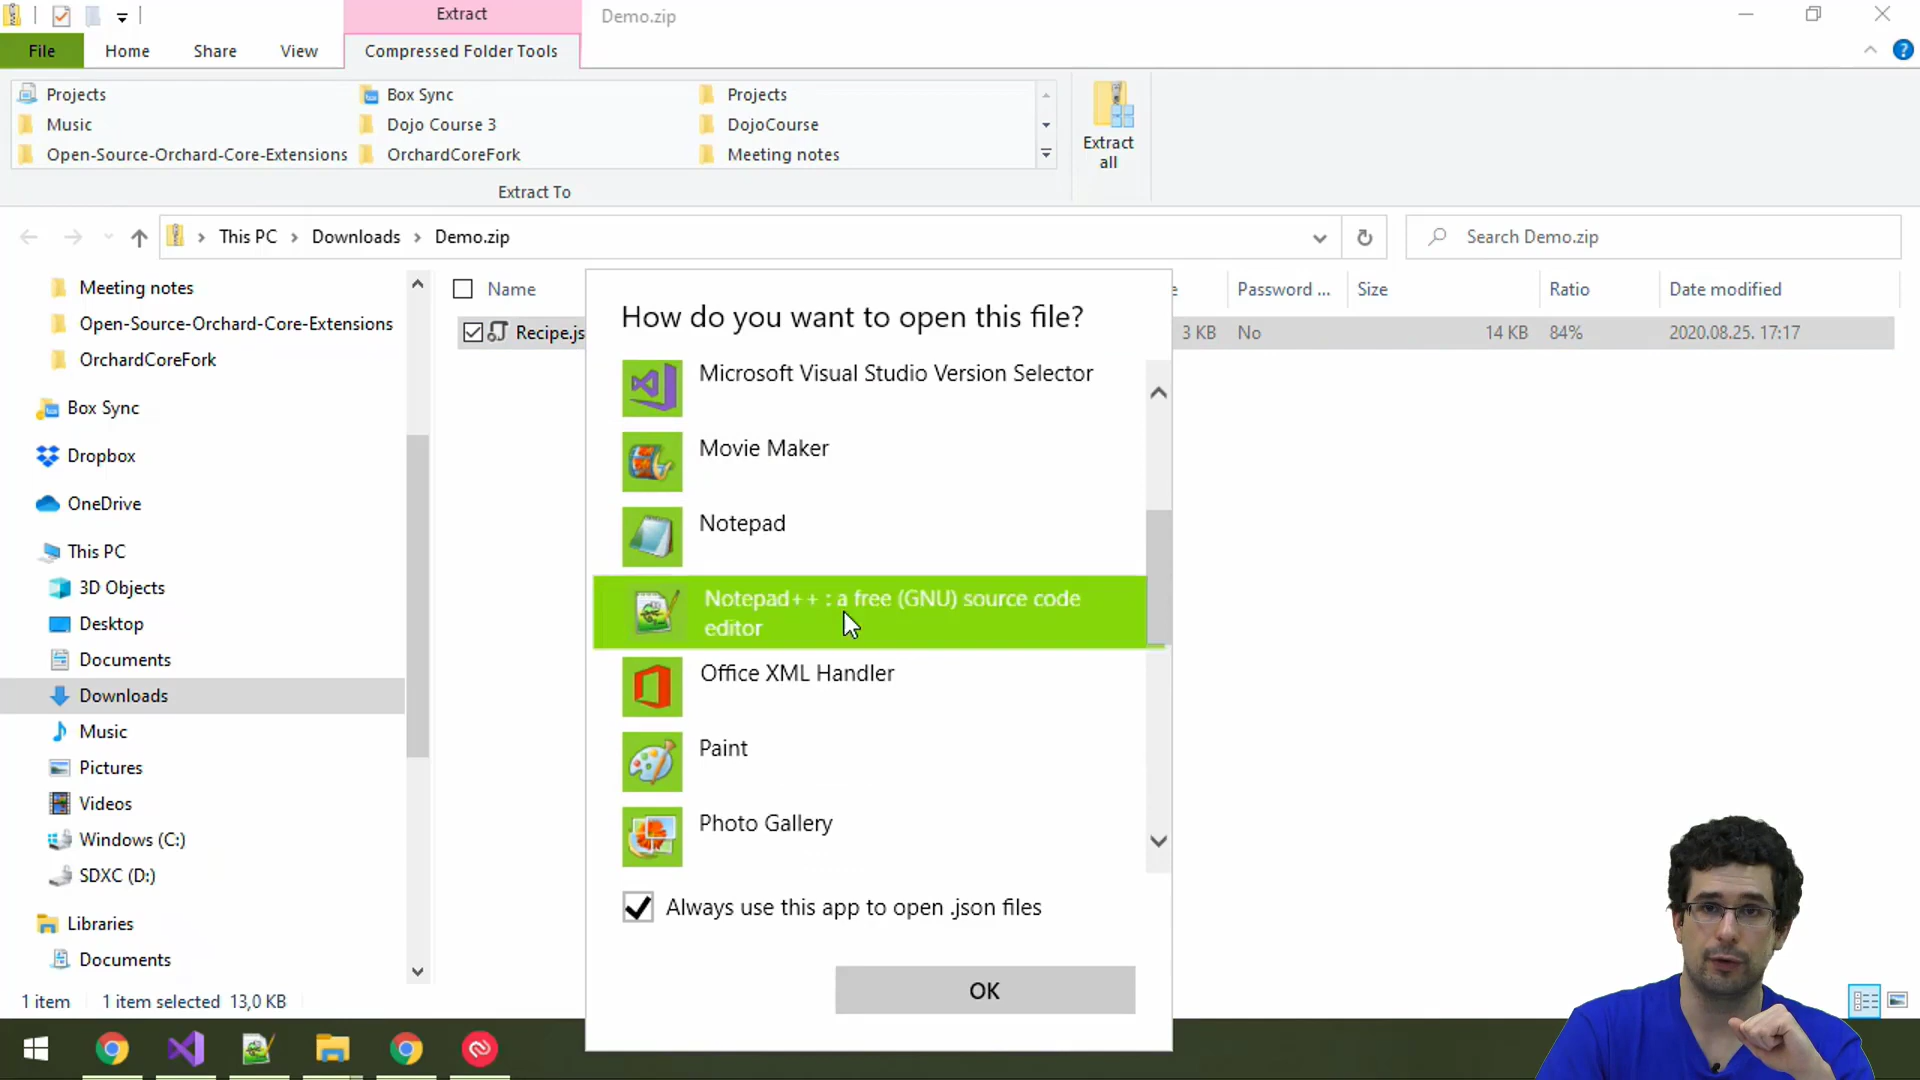 Extract
Demo.zip
File
Home
Share
View
Compressed Folder Tools
Projects
Box Sync
Projects
Music
Dojo Course 3
DojoCourse
Open-Source-Orchard-Core-Extensions
OrchardCoreFork
Meeting notes
Extract
all
Extract To
This PC
Downloads
Demo.zip
Search Demo.zip
Meeting notes
Open-Source-Orchard-Core-Extensions
OrchardCoreFork
Box Sync
Dropbox
OneDrive
This PC
3D Objects
Desktop
Documents
Downloads
Music
Pictures
Videos
Windows (C:)
SDXC (D:)
Libraries
Documents
Name
Password ...
Size
Ratio
Date modified
Recipe.js
3 KB
No
14 KB
84%
2020.08.25. 17:17
How do you want to open this file?
Microsoft Visual Studio Version Selector
Movie Maker
Notepad
Notepad++ : a free (GNU) source code
editor
Office XML Handler
Paint
Photo Gallery
Always use this app to open .json files
OK
1 item
1 item selected 13,0 KB